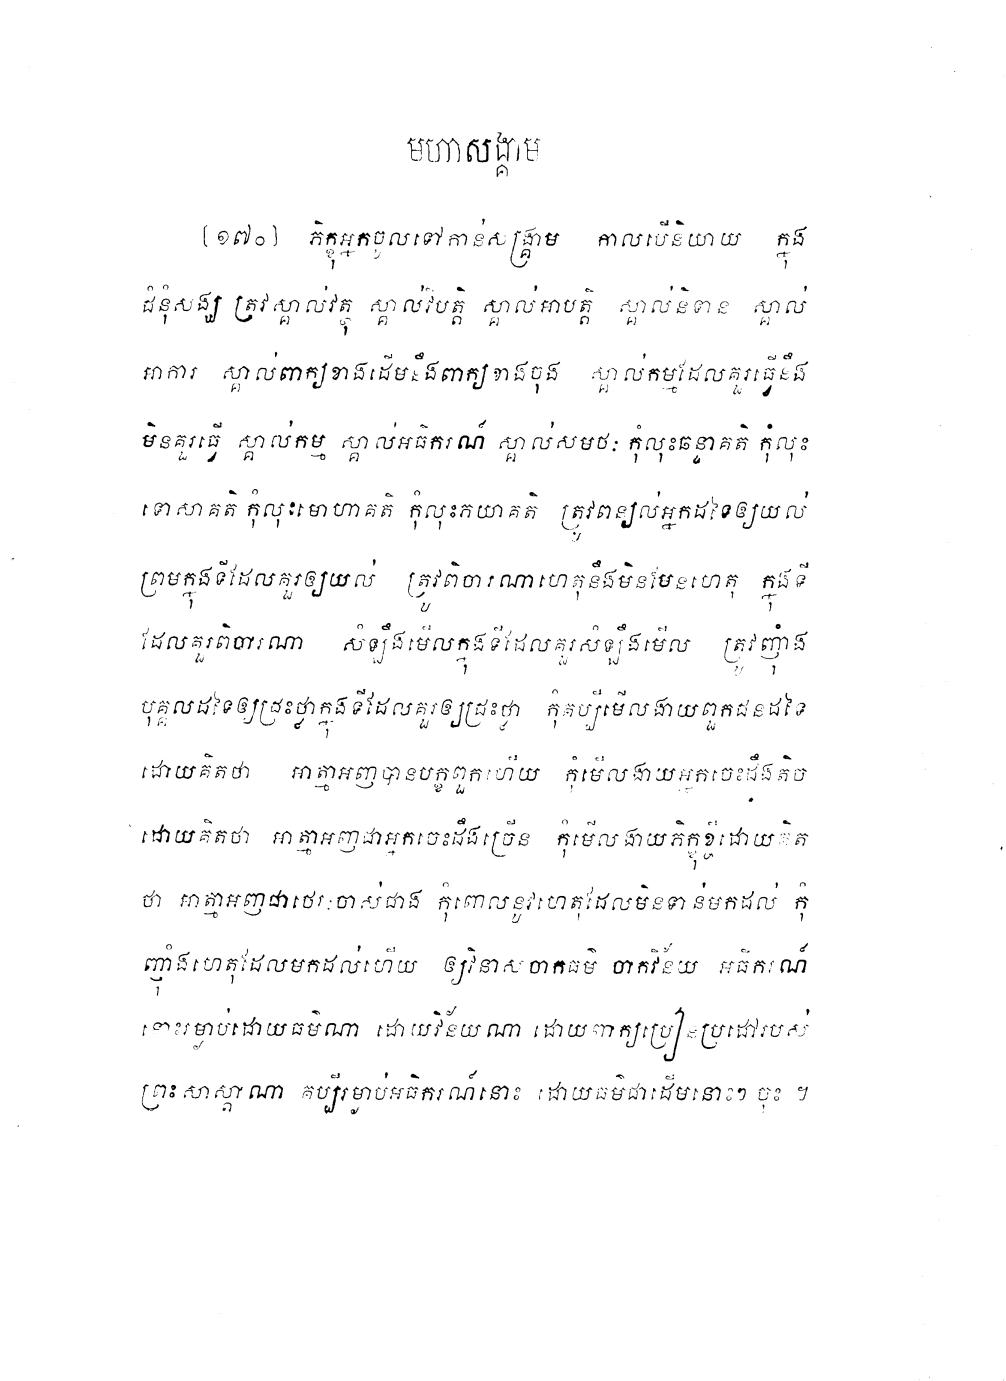 មហាសង្គាម
(១៧០) ភិក្ខុអ្នកចូលទៅកាន់សង្គ្រាម កាលបើនិយាយ ក្នុង
ជំនុំសង្ឃ ត្រូវស្គាល់វត្ថុ ស្គាល់វិបត្តិ ស្គាល់អាបត្តិ ស្គាល់និទាន ស្គាល់
អាការ ស្គាល់ពាក្យខាងដើមនឹងពាក្យខាងចុង ស្គាល់កម្មដែលគួរធ្វើនឹង
មិនគួរធ្វើ ស្គាល់កម្ម ស្គាល់អធិករណ៍ ស្គាល់សមថៈ កុំលុះឆន្ទាគតិ កុំលុះ
ទោសាគតិ កុំលុះមោហាគតិ កុំលុះភយាគតិ ត្រូវពន្យល់អ្នកដទៃឲ្យយល់
ព្រមក្នុងទីដែលគួរឲ្យយល់ ត្រូវពិចារណាហេតុនឹងមិនមែនហេតុ ក្នុងទី
ដែលគួរពិចារណា សំឡឹងមើលក្នុងទីដែលគួរសំឡឹងមើល ត្រូវញ៉ាំង
បុគ្គលដទៃឲ្យជ្រះថ្លាក្នុងទីដែលគួរឲ្យជ្រះថ្លា កុំគប្បីមើលងាយពួកជនដទៃ
ដោយគិតថា អាត្មាអញបានបក្ខពួកហើយ កុំមើលងាយអ្នកចេះដឹងតិច
ដោយគិតថា អាត្មាអញជាអ្នកចេះដឹងច្រើន កុំមើលងាយភិក្ខុខ្ចីដោយគិត
ថា អាត្មាអញជាថេរៈចាស់ជាង កុំពោលនូវហេតុដែលមិនទាន់មកដល់ កុំ
ញ៉ាំងហេតុដែលមកដល់ហើយ ឲ្យវិនាសចាកធម៌ ចាកវិន័យ អធិករណ៍
នោះរម្ងាប់ដោយធម៌ណា ដោយវិន័យណា ដោយពាក្យប្រៀនប្រដៅរបស់
ព្រះសាស្តាណា គប្បីរម្ងាប់អធិករណ៍នោះ ដោយធម៌ជាដើមនោះៗ ចុះ ។